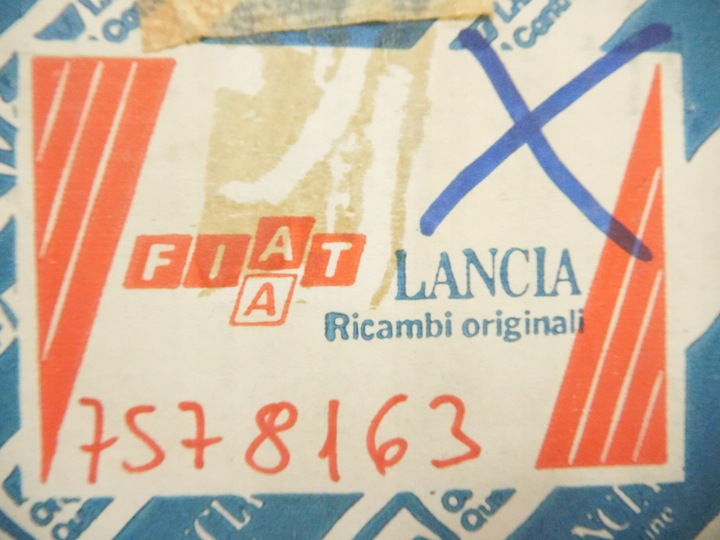 FIAT LANCIA
A
Ricambi originali
7578163